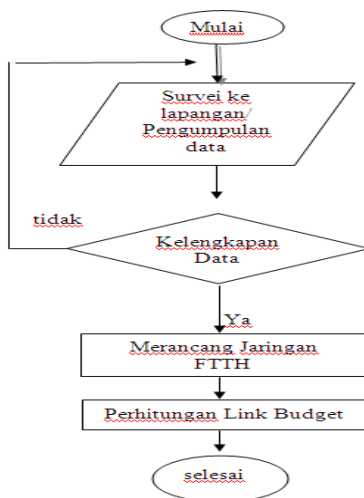 Mulai
Survei ke
lapangan/
Pengumpulan
data
tidak
Kelengkapan
Data
Ya
Merancang Jaringan
FTTH
Perhitungan Link Budget
selesai